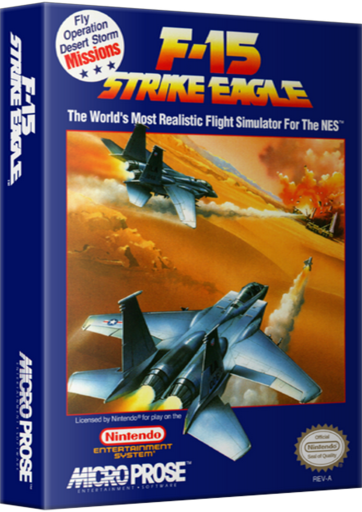 Fly
Operation
Desert Storm
Missions
F-15
STRIKE EAGLE
The World's Most Realistic Flight Simulator For The NES™
F-15
STRIKE EAGLE
MICRO PROSE
Licensed by Nintendo® for play on the
Nintendo
ENTERTAINMENT
SYSTEM™
MICRO PROSE™
ENTERTAINMENT • SOFTWARE
Official
Nintendo
Seal of Quality
REV-A